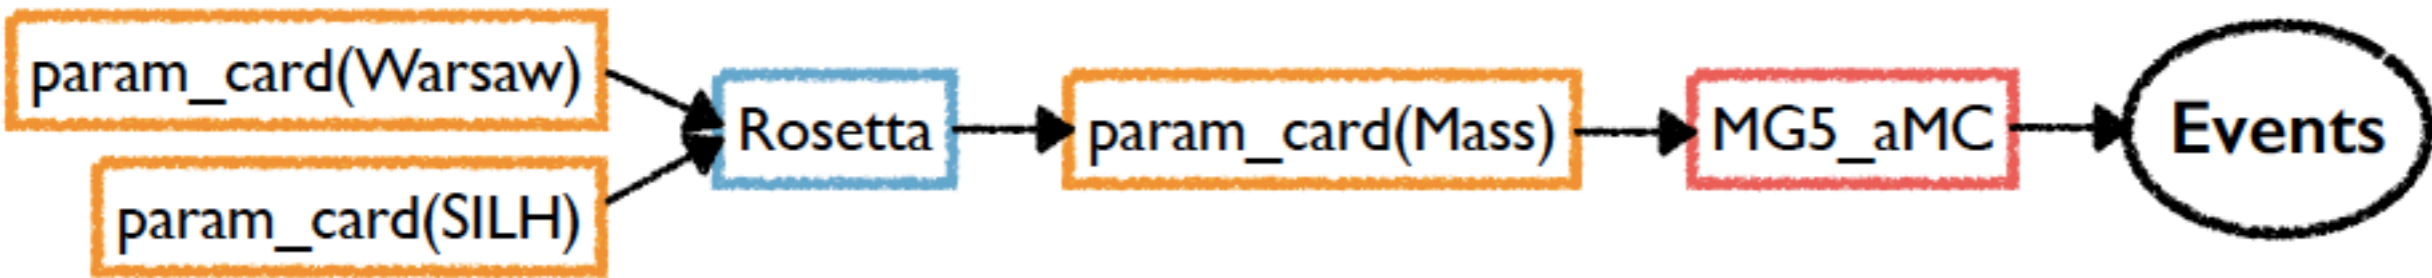 param_card(Warsaw)
param_card(SILH)
Rosetta
param_card(Mass)
MG5_aMC
Events